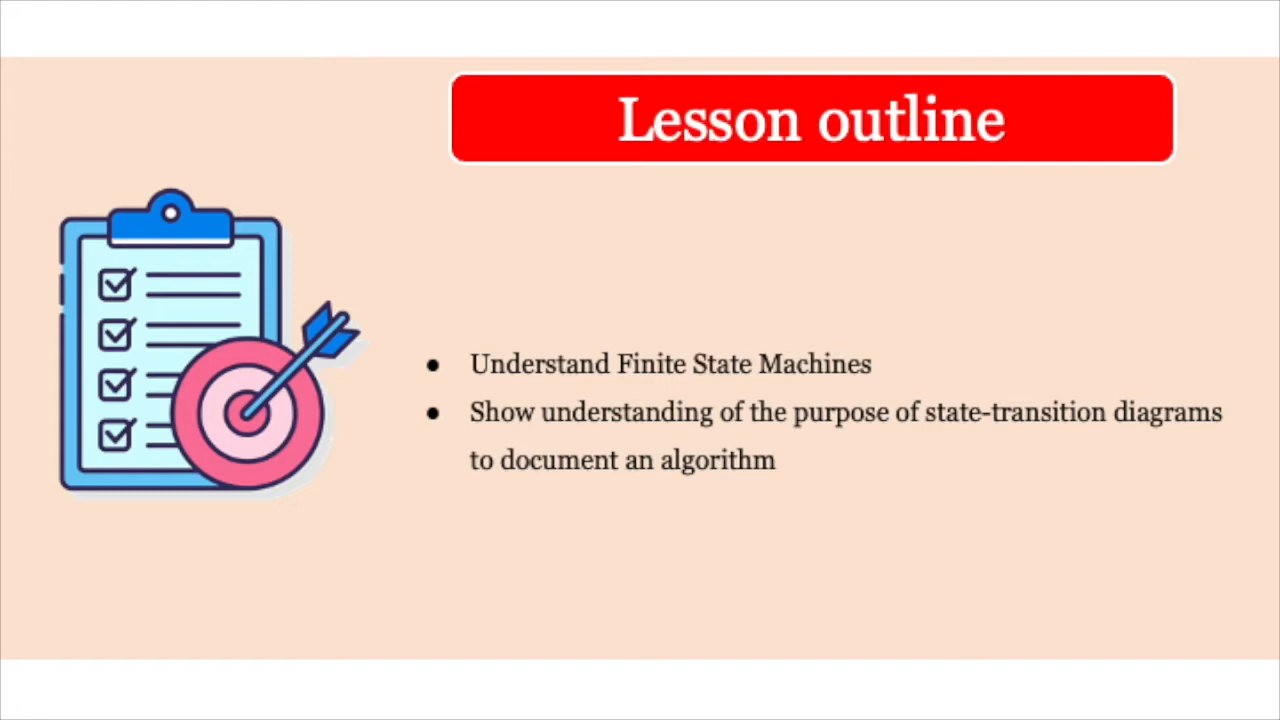 Lesson outline
● Understand Finite State Machines
● Show understanding of the purpose of state-transition diagrams
to document an algorithm